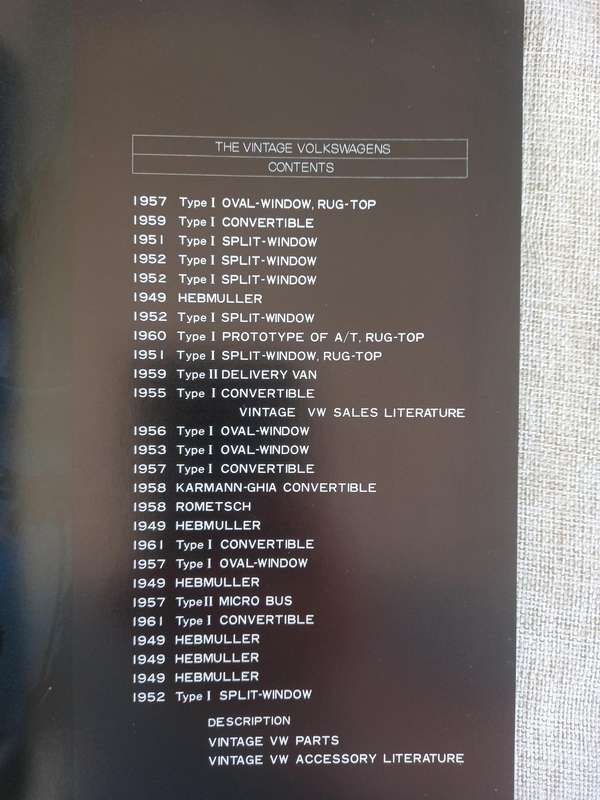 THE VINTAGE VOLKSWAGENS
CONTENTS
1957 Type I OVAL-WINDOW, RUG-TOP
1959 Type I CONVERTIBLE
1951 Type I SPLIT-WINDOW
1952 Type I SPLIT-WINDOW
1952 Type I SPLIT-WINDOW
1949 HEBMULLER
1952 Type I SPLIT-WINDOW
1960 Type I PROTOTYPE OF A/T, RUG-TOP
1951 Type I SPLIT-WINDOW, RUG-TOP
1959 Type II DELIVERY VAN
1955 Type I CONVERTIBLE
VINTAGE VW SALES LITERATURE
1956 Type I OVAL-WINDOW
1953 Type I OVAL-WINDOW
1957 Type I CONVERTIBLE
1958 KARMANN-GHIA CONVERTIBLE
1958 ROMETSCH
1949 HEBMULLER
1961 Type I CONVERTIBLE
1957 Type I OVAL-WINDOW
1949 HEBMULLER
1957 Type II MICRO BUS
1961 Type I CONVERTIBLE
1949 HEBMULLER
1949 HEBMULLER
1949 HEBMULLER
1952 Type I SPLIT-WINDOW
DESCRIPTION
VINTAGE VW PARTS
VINTAGE VW ACCESSORY LITERATURE